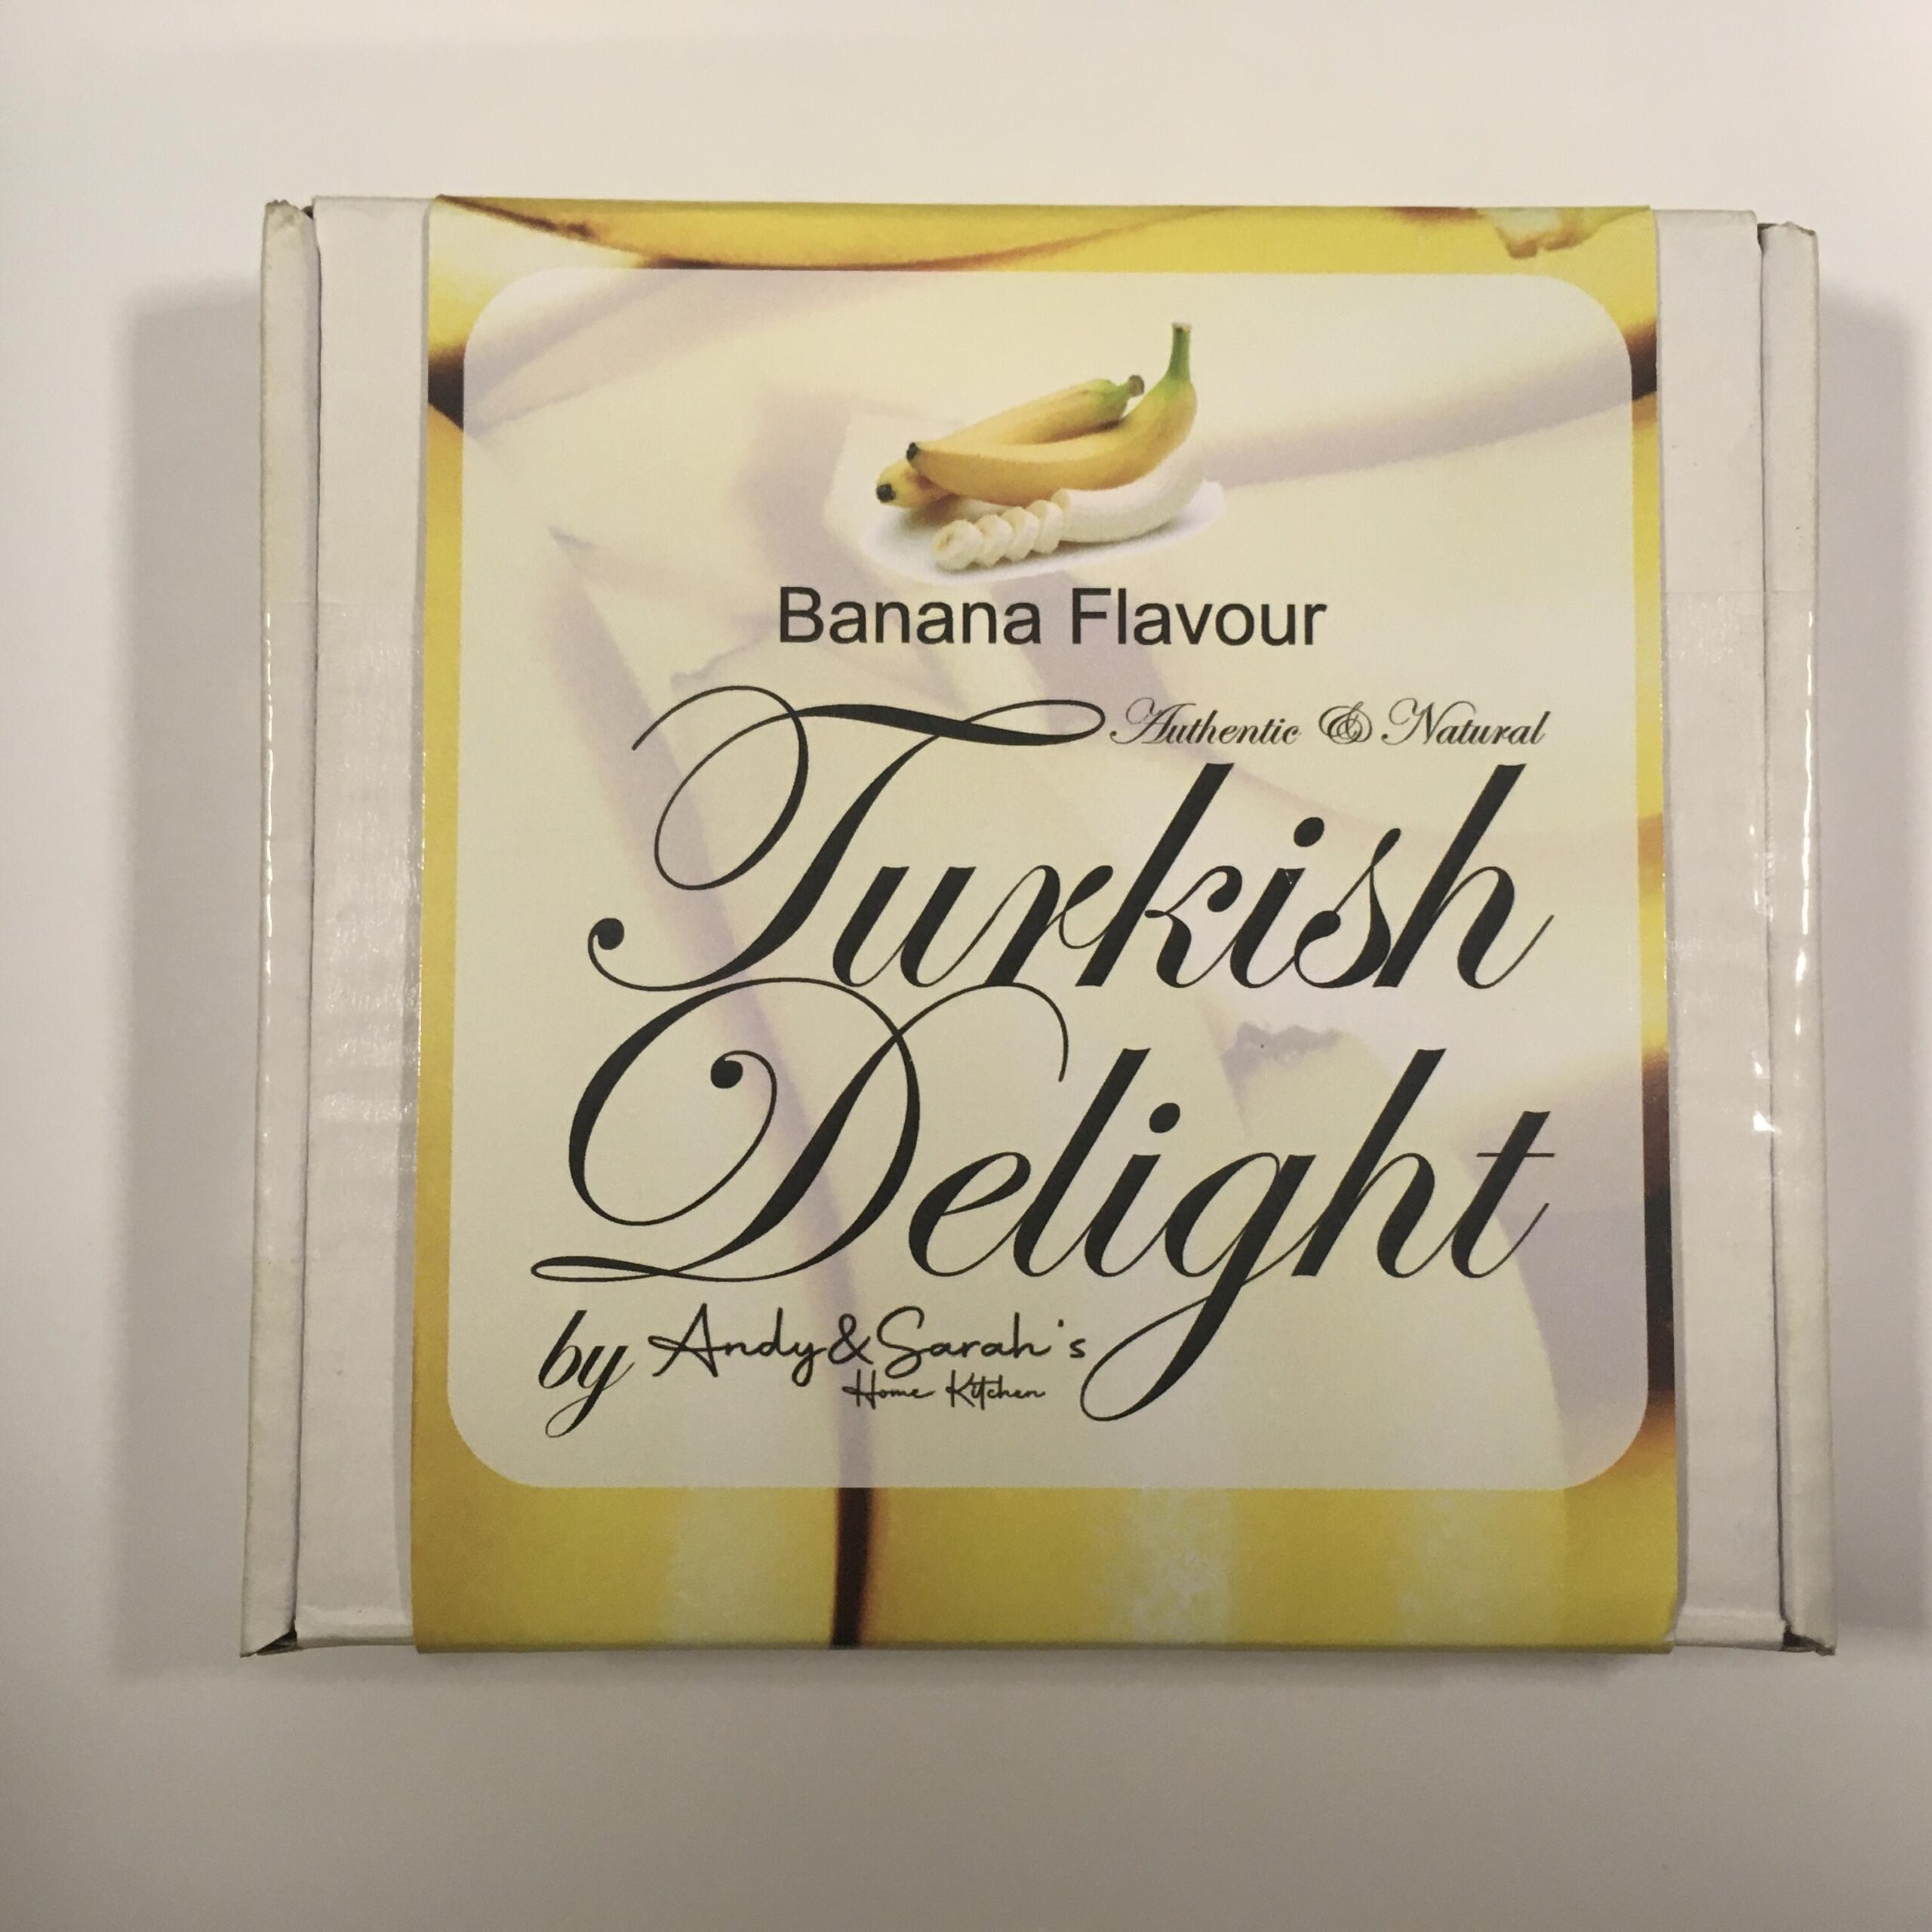 Banana Flavour
Authentic & Natural
Turkish
Delight
by Andy & Sarah's
Home Kitchen